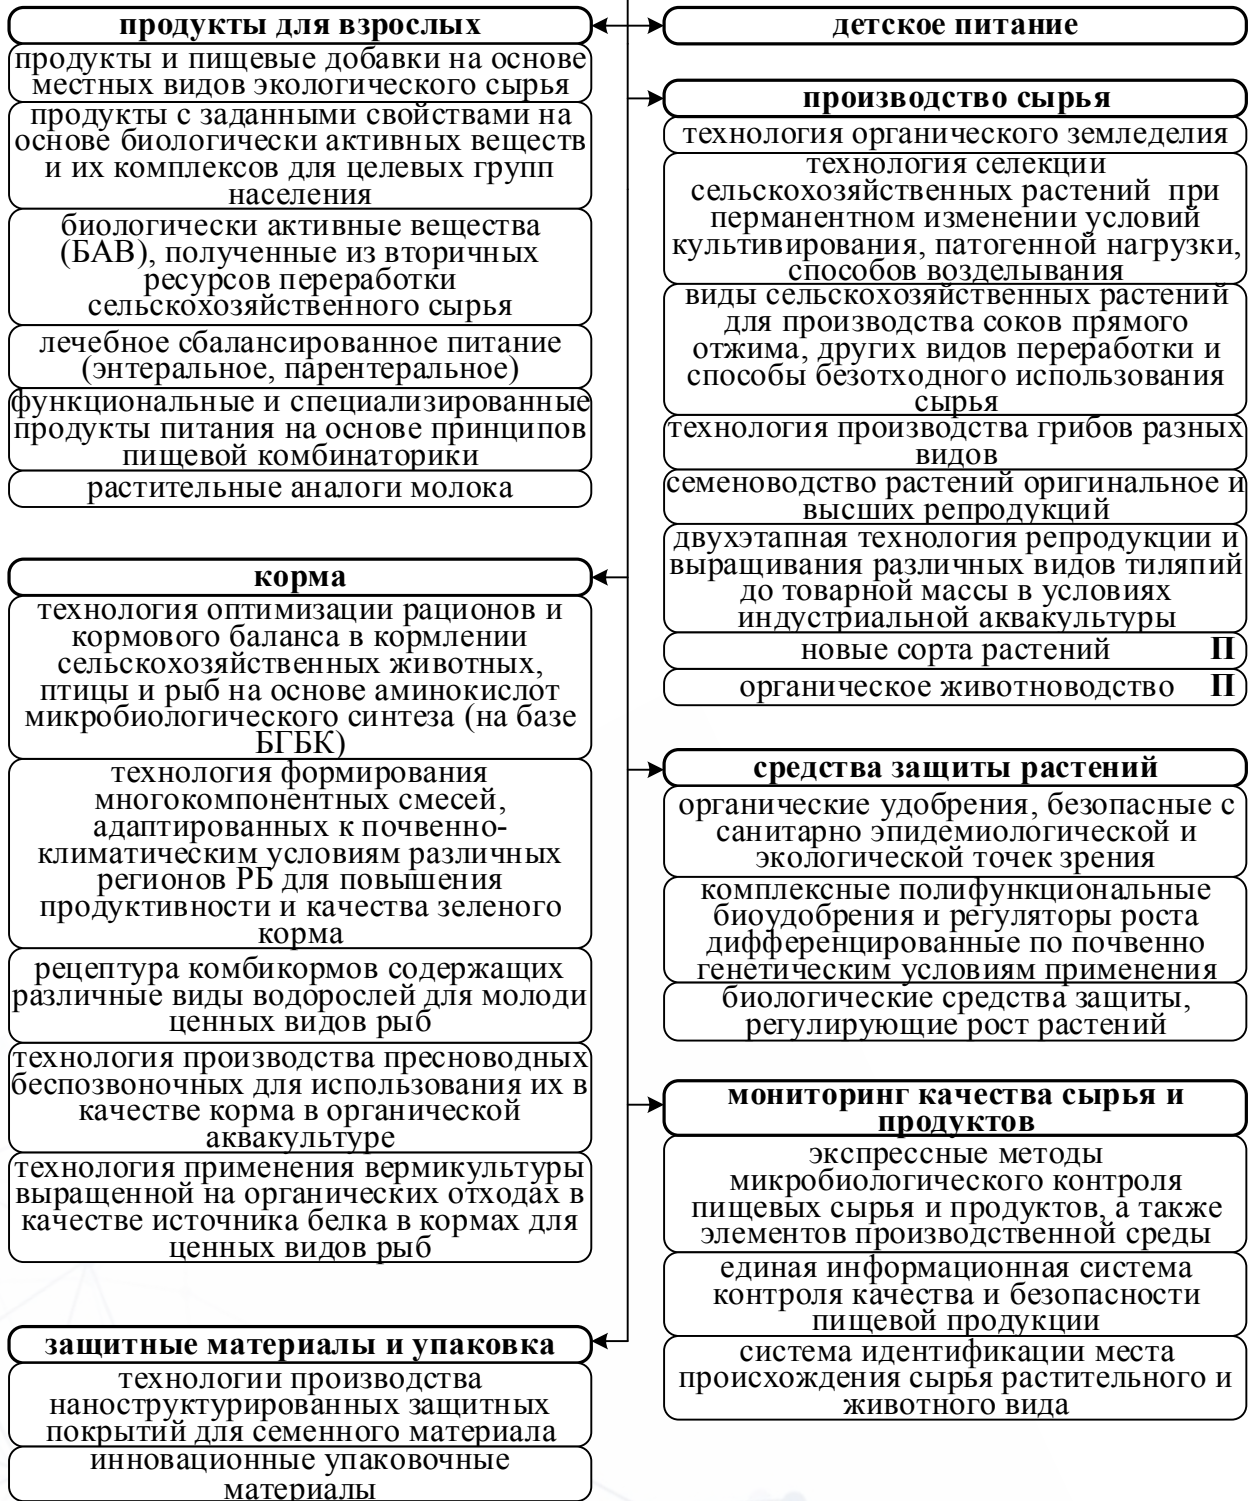 продукты для взрослых
продукты и пищевые добавки на основе
местных видов экологического сырья
продукты с заданными свойствами на
основе биологически активных веществ
и их комплексов для целевых групп
населения
биологически активные вещества
(БАВ), полученные из вторичных
ресурсов переработки
сельскохозяйственного сырья
лечебное сбалансированное питание
(энтеральное, парентеральное)
функциональные и специализированные
продукты питания на основе принципов
пищевой комбинаторики
растительные аналоги молока
корма
технология оптимизации рационов и
кормового баланса в кормлении
сельскохозяйственных животных,
птицы и рыб на основе аминокислот
микробиологического синтеза (на базе
БГБК)
технология формирования
многокомпонентных смесей,
адаптированных к почвенно-
климатическим условиям различных
регионов РБ для повышения
продуктивности и качества зеленого
корма
рецептура комбикормов содержащих
различные виды водорослей для молоди
ценных видов рыб
технология производства пресноводных
беспозвоночных для использования их в
качестве корма в органической
аквакультуре
технология применения вермикультуры
выращенной на органических отходах в
качестве источника белка в кормах для
ценных видов рыб
защитные материалы и упаковка
технологии производства
наноструктурированных защитных
покрытий для семенного материала
инновационные упаковочные
материалы
детское питание
производство сырья
технология органического земледелия
технология селекции
сельскохозяйственных растений при
перманентном изменении условий
культивирования, патогенной нагрузки,
способов возделывания
виды сельскохозяйственных растений
для производства соков прямого
отжима, других видов переработки и
способы безотходного использования
сырья
технология производства грибов разных
видов
семеноводство растений оригинальное и
высших репродукций
двухэтапная технология репродукции и
выращивания различных видов тиляпий
до товарной массы в условиях
индустриальной аквакультуры
новые сорта растений П
органическое животноводство П
средства защиты растений
органические удобрения, безопасные с
санитарно эпидемиологической и
экологической точек зрения
комплексные полифункциональные
биоудобрения и регуляторы роста
дифференцированные по почвенно
генетическим условиям применения
биологические средства защиты,
регулирующие рост растений
мониторинг качества сырья и
продуктов
экспрессные методы
микробиологического контроля
пищевых сырья и продуктов, а также
элементов производственной среды
единая информационная система
контроля качества и безопасности
пищевой продукции
система идентификации места
происхождения сырья растительного и
животного вида